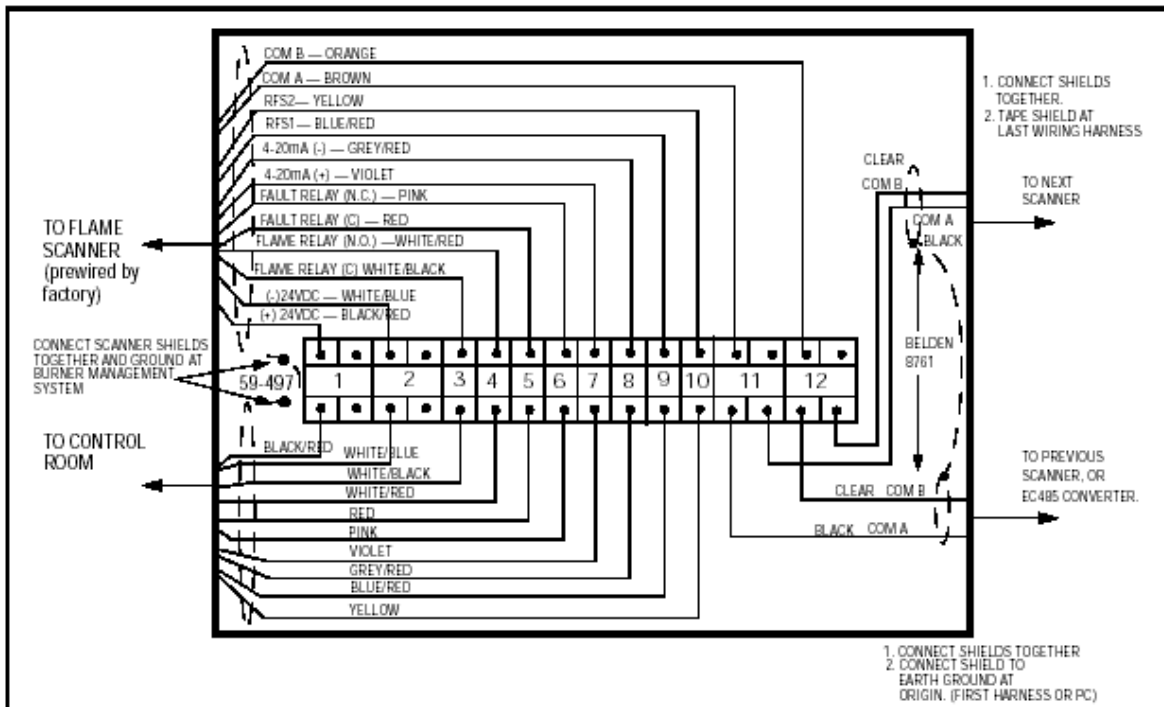 COM B — ORANGE
COM A — BROWN
RFS2— YELLOW
RFS1— BLUE/RED
4-20mA (-) — GREY/RED
4-20mA (+) — VIOLET
FAULT RELAY (N.C.) — PINK
FAULT RELAY (C) — RED
FLAME RELAY (N.O.) —WHITE/RED
FLAME RELAY (C) WHITE/BLACK
(-)24VDC — WHITE/BLUE
(+) 24VDC — BLACK/RED
TO FLAME
SCANNER
(prewired by
factory)
CONNECT SCANNER SHIELDS
TOGETHER AND GROUND AT
BURNER MANAGEMENT
SYSTEM
59-497
1 2 3 4 5 6 7 8 9 10 11 12
TO CONTROL
ROOM
BLACK/RED
WHITE/BLUE
WHITE/BLACK
WHITE/RED
RED
PINK
VIOLET
GREY/RED
BLUE/RED
YELLOW
1. CONNECT SHIELDS
TOGETHER.
2. TAPE SHIELD AT
LAST WIRING HARNESS
CLEAR
COM B
COM A
BLACK
TO NEXT
SCANNER
BELDEN
8761
CLEAR COM B
BLACK COM A
TO PREVIOUS
SCANNER, OR
EC485 CONVERTER.
1. CONNECT SHIELDS TOGETHER
2. CONNECT SHIELD TO
EARTH GROUND AT
ORIGIN. (FIRST HARNESS OR PC)